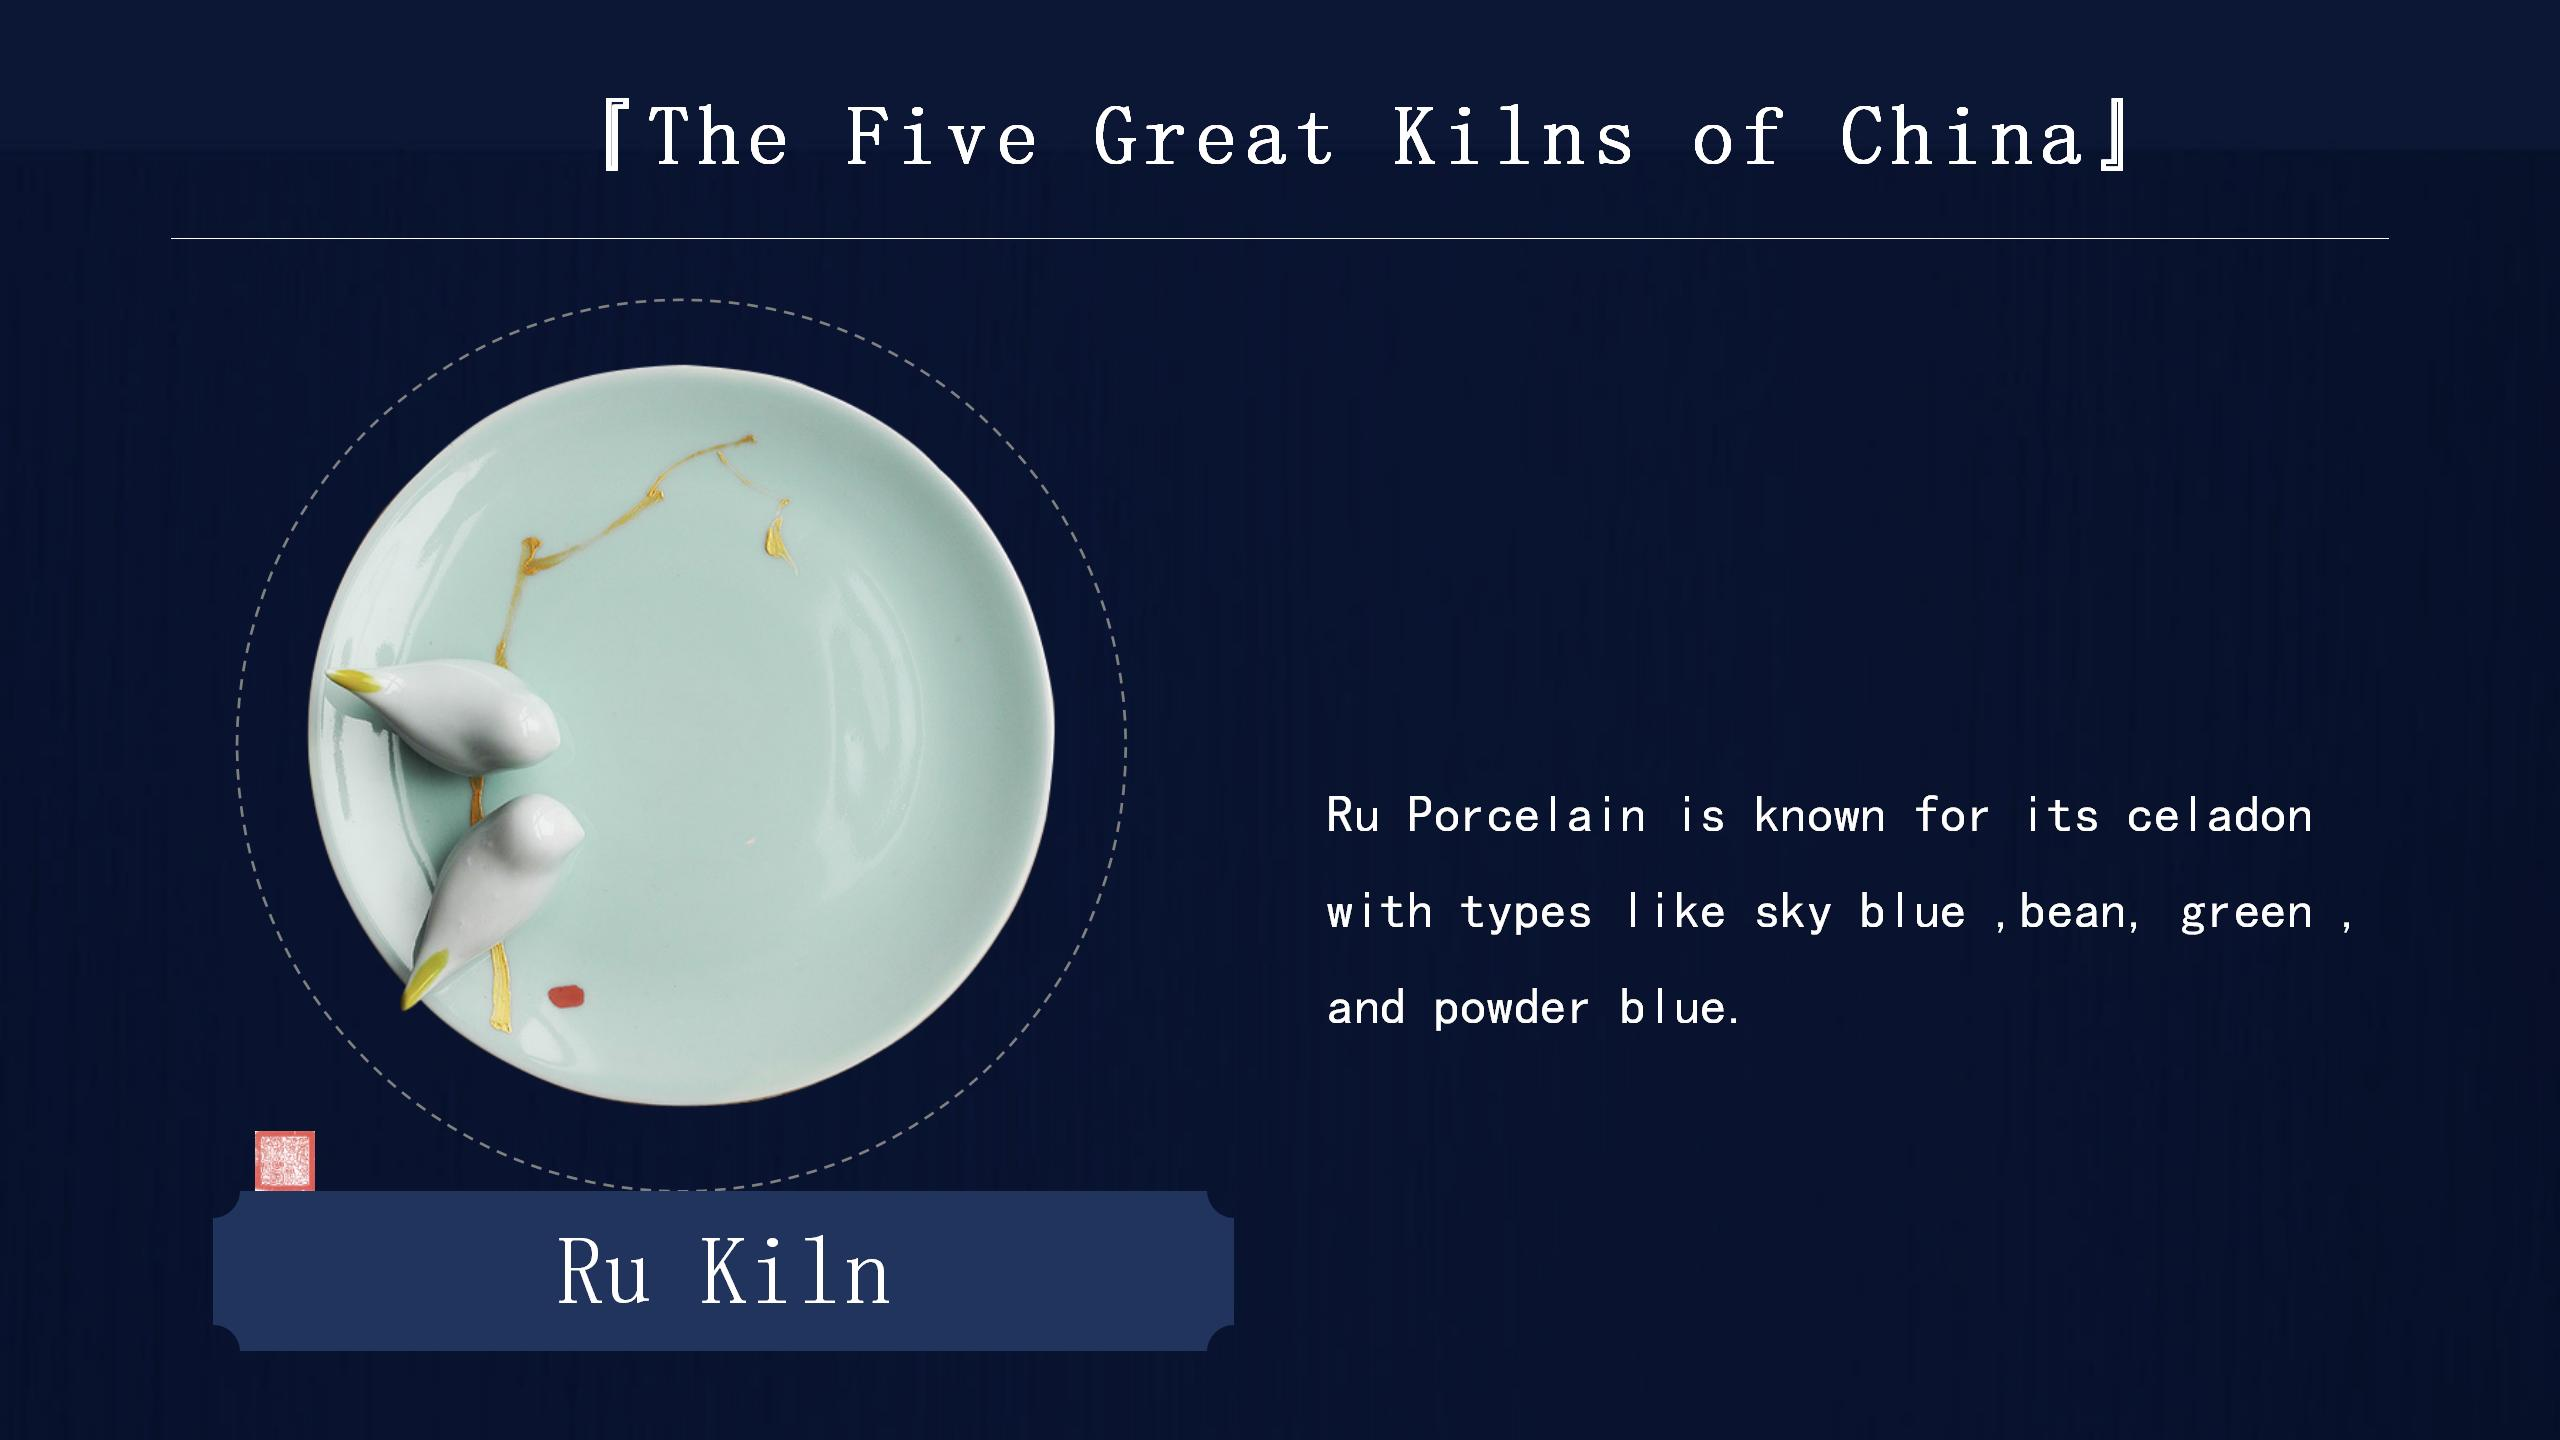 『The Five Great Kilns of China』
Ru Porcelain is known for its celadon
with types like sky blue ,bean, green ,
and powder blue.
Ru Kiln